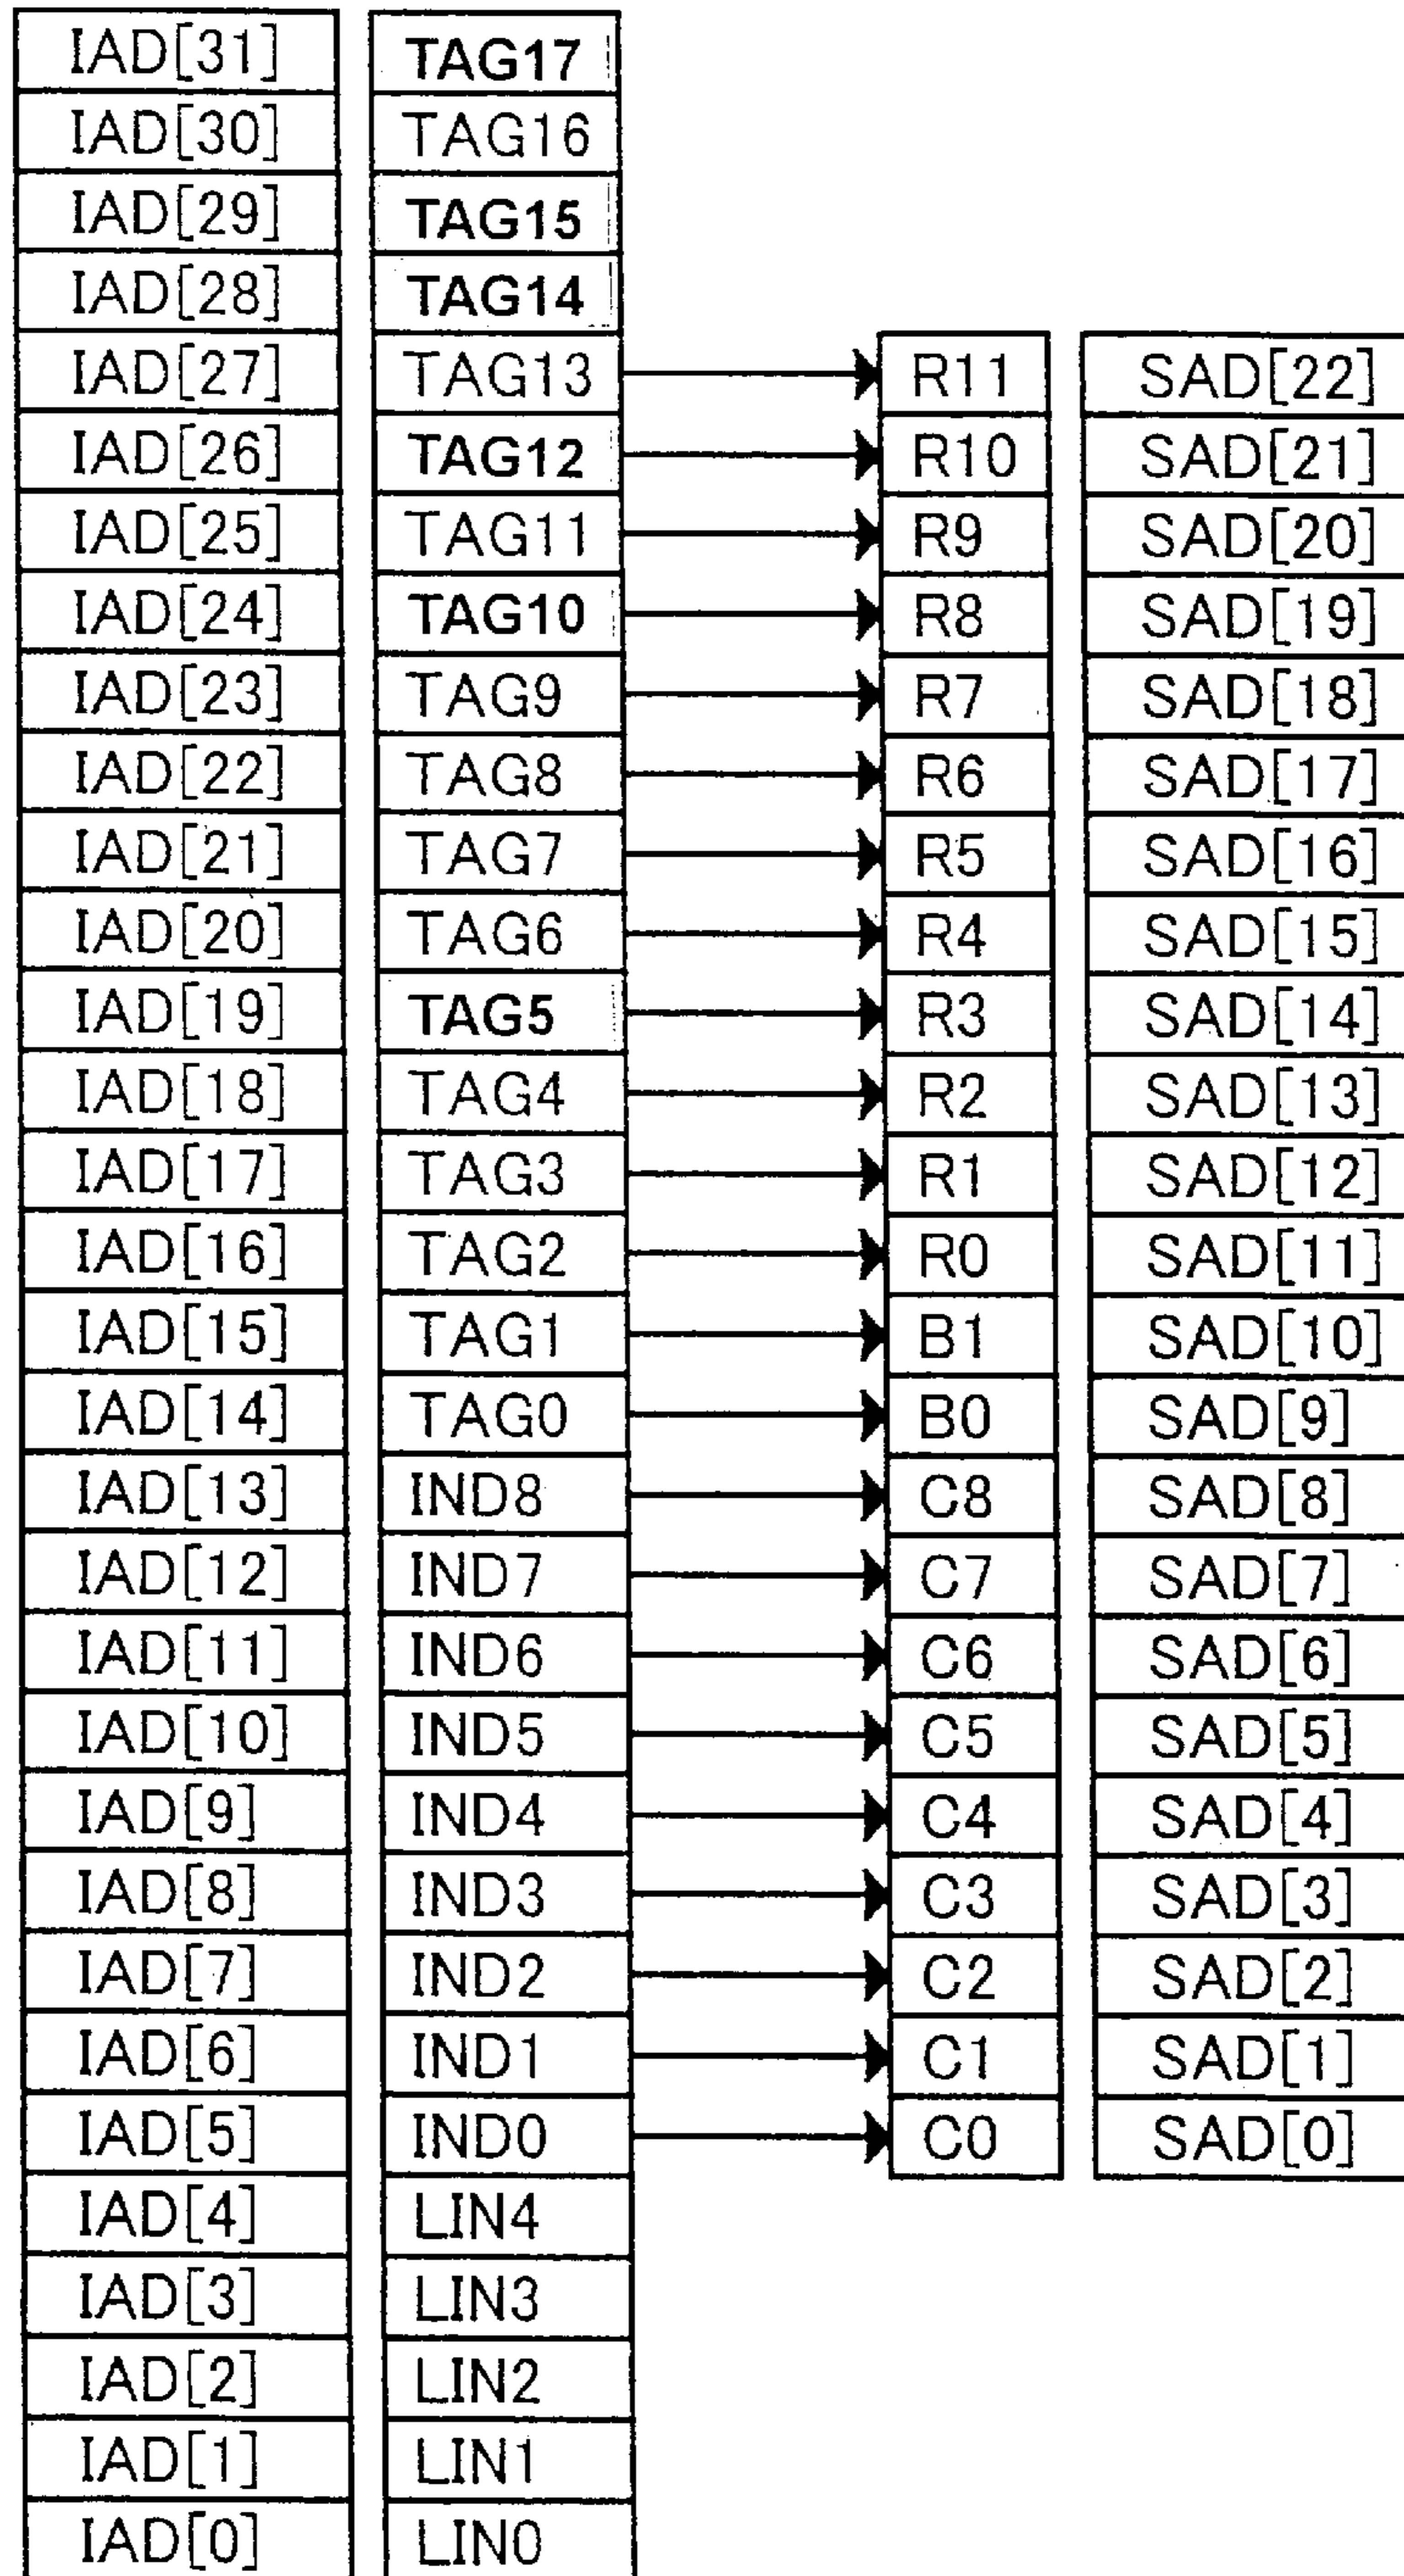 IAD[31] TAG17
IAD[30] TAG16
IAD[29] TAG15
IAD[28] TAG14
IAD[27] TAG13 R11 SAD[22]
IAD[26] TAG12 R10 SAD[21]
IAD[25] TAG11 R9 SAD[20]
IAD[24] TAG10 R8 SAD[19]
IAD[23] TAG9 R7 SAD[18]
IAD[22] TAG8 R6 SAD[17]
IAD[21] TAG7 R5 SAD[16]
IAD[20] TAG6 R4 SAD[15]
IAD[19] TAG5 R3 SAD[14]
IAD[18] TAG4 R2 SAD[13]
IAD[17] TAG3 R1 SAD[12]
IAD[16] TAG2 R0 SAD[11]
IAD[15] TAG1 B1 SAD[10]
IAD[14] TAG0 B0 SAD[9]
IAD[13] IND8 C8 SAD[8]
IAD[12] IND7 C7 SAD[7]
IAD[11] IND6 C6 SAD[6]
IAD[10] IND5 C5 SAD[5]
IAD[9] IND4 C4 SAD[4]
IAD[8] IND3 C3 SAD[3]
IAD[7] IND2 C2 SAD[2]
IAD[6] IND1 C1 SAD[1]
IAD[5] IND0 C0 SAD[0]
IAD[4] LIN4
IAD[3] LIN3
IAD[2] LIN2
IAD[1] LIN1
IAD[0] LIN0